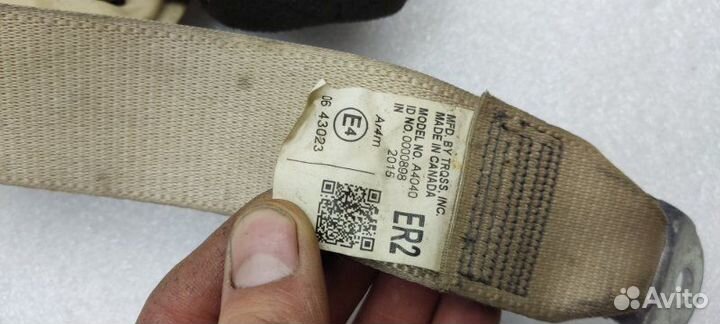 MFD. BY TRQSS, INC.
MADE IN CANADA
MODEL NO. A4040
ID NO. 0000898
IN 2015
ER2
Ar4m
E4
06 43023
Avito